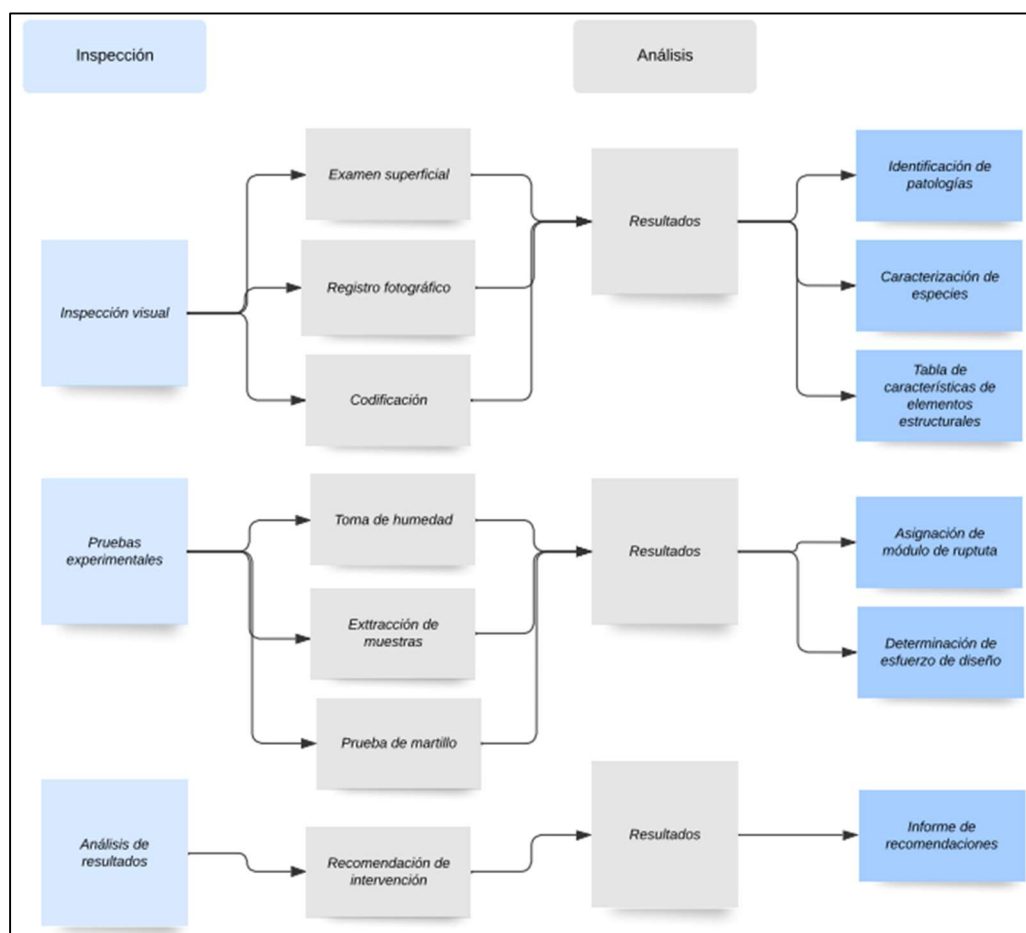 Inspección
Análisis
Examen superficial
Identificación de
patologías
Inspección visual
Registro fotográfico
Resultados
Caracterización de
especies
Codificación
Tabla de
características de
elementos
estructurales
Pruebas
experimentales
Toma de humedad
Resultados
Asignación de
módulo de ruptuta
Exttracción de
muestras
Determinación de
esfuerzo de diseño
Prueba de martillo
Análisis de
resultados
Recomendación de
intervención
Resultados
Informe de
recomendaciones